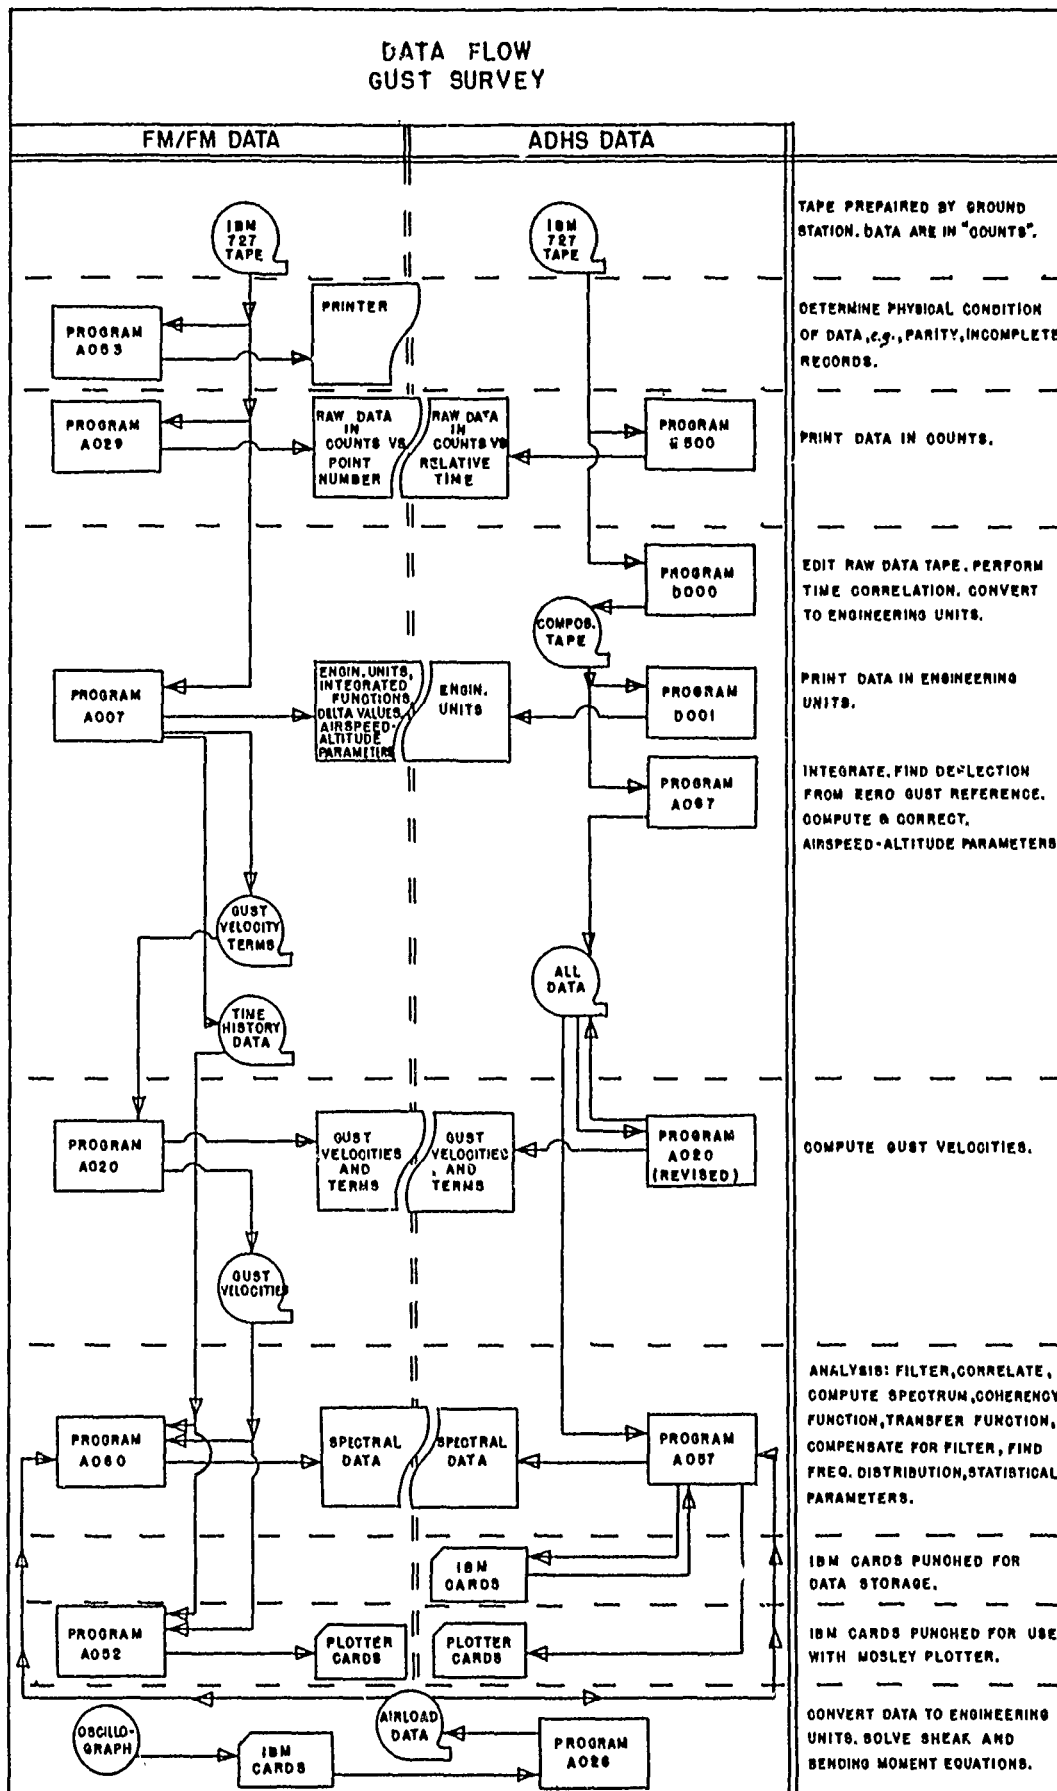 DATA FLOW
GUST SURVEY
FM/FM DATA
ADHS DATA
IBM
727
TAPE
IBM
727
TAPE
TAPE PREPAIRED BY GROUND
STATION. DATA ARE IN "COUNTS".
PROGRAM
A053
PRINTER
DETERMINE PHYSICAL CONDITION
OF DATA, e.g., PARITY, INCOMPLETE
RECORDS.
PROGRAM
A029
RAW DATA
IN
COUNTS VS
POINT
NUMBER
RAW DATA
IN
COUNTS VS
RELATIVE
TIME
PROGRAM
E500
PRINT DATA IN COUNTS.
PROGRAM
D000
EDIT RAW DATA TAPE. PERFORM
TIME CORRELATION. CONVERT
TO ENGINEERING UNITS.
COMPOS.
TAPE
PROGRAM
A007
ENGIN. UNITS,
INTEGRATED
FUNCTIONS,
DELTA VALUES,
AIRSPEED-
ALTITUDE
PARAMETERS
ENGIN.
UNITS
PROGRAM
D001
PRINT DATA IN ENGINEERING
UNITS.
PROGRAM
A067
INTEGRATE, FIND DEFLECTION
FROM ZERO GUST REFERENCE.
COMPUTE & CORRECT,
AIRSPEED-ALTITUDE PARAMETERS
GUST
VELOCITY
TERMS
ALL
DATA
TIME
HISTORY
DATA
PROGRAM
A020
GUST
VELOCITIES
AND
TERMS
GUST
VELOCITIES
AND
TERMS
PROGRAM
A020
(REVISED)
COMPUTE GUST VELOCITIES.
GUST
VELOCITIES
PROGRAM
A060
SPECTRAL
DATA
SPECTRAL
DATA
PROGRAM
A057
ANALYSIS: FILTER, CORRELATE,
COMPUTE SPECTRUM, COHERENCY
FUNCTION, TRANSFER FUNCTION,
COMPENSATE FOR FILTER, FIND
FREQ. DISTRIBUTION, STATISTICAL
PARAMETERS.
IBM
CARDS
IBM CARDS PUNCHED FOR
DATA STORAGE.
PROGRAM
A052
PLOTTER
CARDS
PLOTTER
CARDS
IBM CARDS PUNCHED FOR USE
WITH MOSLEY PLOTTER.
OSCILLO-
GRAPH
IBM
CARDS
AIRLOAD
DATA
PROGRAM
A026
CONVERT DATA TO ENGINEERING
UNITS. SOLVE SHEAR AND
BENDING MOMENT EQUATIONS.